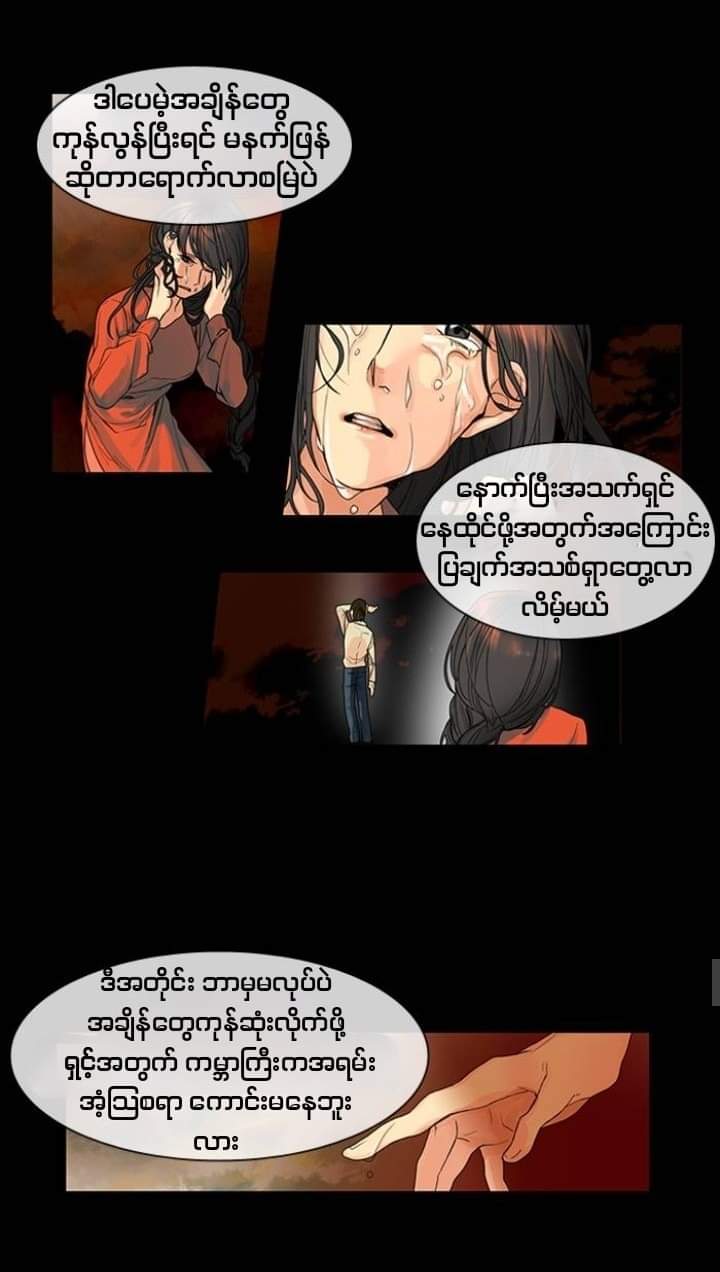 ဒါပေမဲ့အချိန်တွေ
ကုန်လွန်ပြီးရင် မနက်ဖြန်
ဆိုတာရောက်လာစမြဲပဲ
နောက်ပြီးအသက်ရှင်
နေထိုင်ဖို့အတွက်အကြောင်း
ပြချက်အသစ်ရှာတွေ့လာ
လိမ့်မယ်
ဒီအတိုင်း ဘာမှမလုပ်ပဲ
အချိန်တွေကုန်ဆုံးလိုက်ဖို့
ရှင့်အတွက် ကမ္ဘာကြီးကအရမ်း
အံ့ဩစရာ ကောင်းမနေဘူး
လား